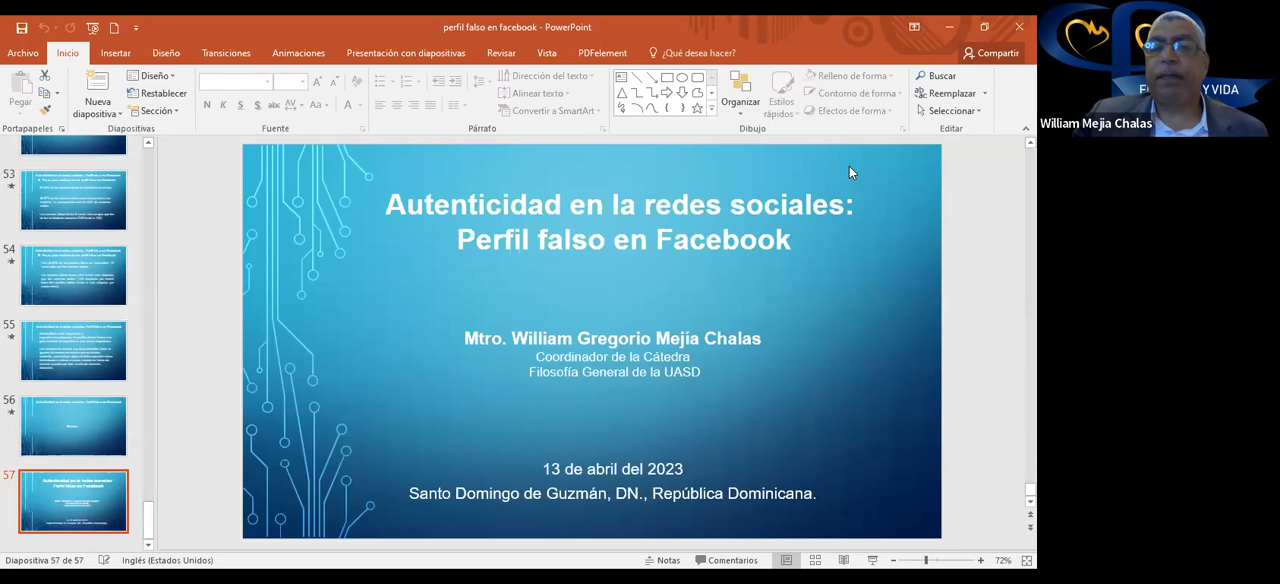 perfil falso en facebook - PowerPoint
Archivo Inicio Insertar Diseño Transiciones Animaciones Presentación con diapositivas Revisar Vista PDFelement ¿Qué desea hacer? Compartir
Pegar
Nueva diapositiva
Diseño
Restablecer
Sección
N K S S abc AV Aa A
Dirección del texto
Alinear texto
Convertir a SmartArt
Organizar
Estilos rápidos
Relleno de forma
Contorno de forma
Efectos de forma
Buscar
Reemplazar
Seleccionar
Portapapeles Diapositivas Fuente Párrafo Dibujo Editar
Y VIDA
William Mejia Chalas
53
54
55
56
57
Autenticidad en la redes sociales:
Perfil falso en Facebook
Mtro. William Gregorio Mejía Chalas
Coordinador de la Cátedra
Filosofía General de la UASD
13 de abril del 2023
Santo Domingo de Guzmán, DN., República Dominicana.
Diapositiva 57 de 57 Inglés (Estados Unidos) Notas Comentarios 72%